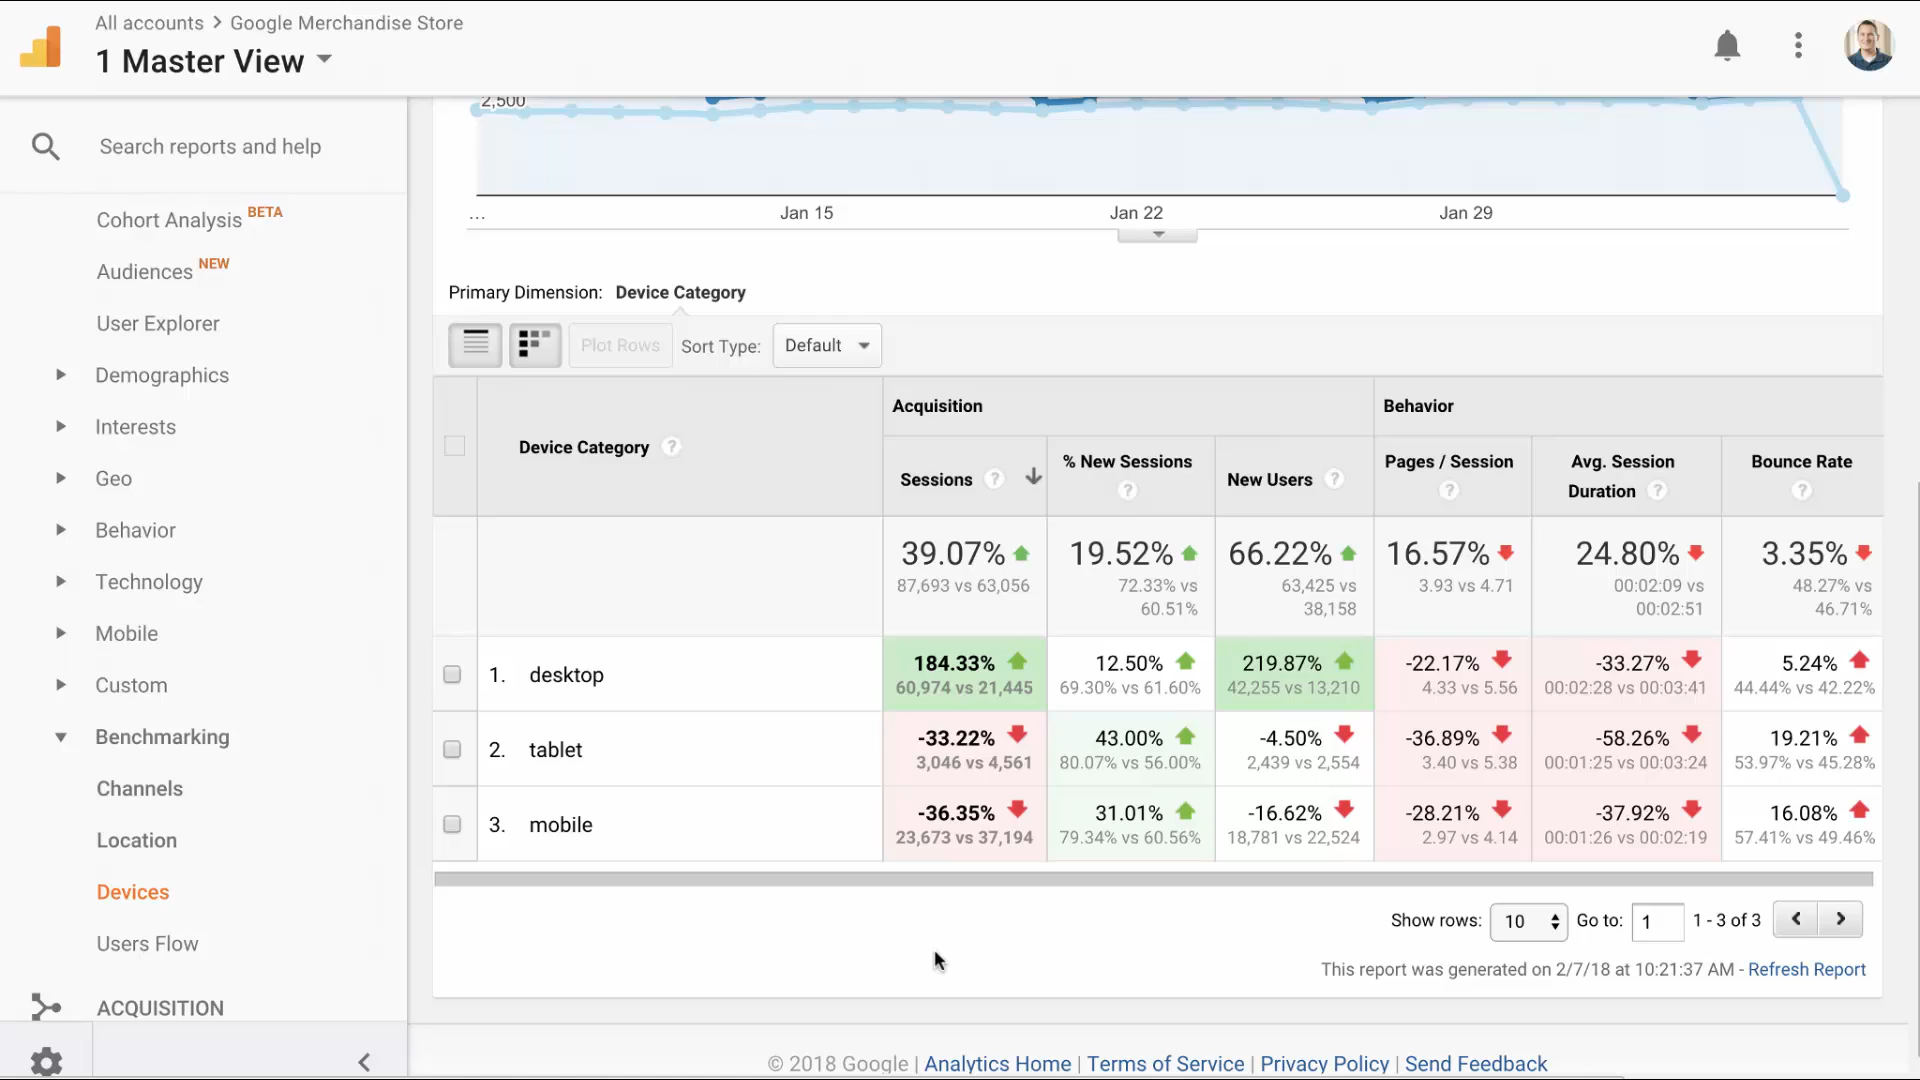 All accounts > Google Merchandise Store
1 Master View
2,500
Search reports and help
... Jan 15 Jan 22 Jan 29
Cohort Analysis BETA
Audiences NEW
User Explorer
Demographics
Interests
Geo
Behavior
Technology
Mobile
Custom
Benchmarking
Channels
Location
Devices
Users Flow
ACQUISITION
Primary Dimension: Device Category
Plot Rows Sort Type: Default
Device Category ? Acquisition Behavior
Sessions ? % New Sessions ? New Users ? Pages / Session ? Avg. Session Duration ? Bounce Rate ?
39.07% 19.52% 66.22% 16.57% 24.80% 3.35%
87,693 vs 63,056 72.33% vs 60.51% 63,425 vs 38,158 3.93 vs 4.71 00:02:09 vs 00:02:51 48.27% vs 46.71%
1. desktop 184.33% 12.50% 219.87% -22.17% -33.27% 5.24%
60,974 vs 21,445 69.30% vs 61.60% 42,255 vs 13,210 4.33 vs 5.56 00:02:28 vs 00:03:41 44.44% vs 42.22%
2. tablet -33.22% 43.00% -4.50% -36.89% -58.26% 19.21%
3,046 vs 4,561 80.07% vs 56.00% 2,439 vs 2,554 3.40 vs 5.38 00:01:25 vs 00:03:24 53.97% vs 45.28%
3. mobile -36.35% 31.01% -16.62% -28.21% -37.92% 16.08%
23,673 vs 37,194 79.34% vs 60.56% 18,781 vs 22,524 2.97 vs 4.14 00:01:26 vs 00:02:19 57.41% vs 49.46%
Show rows: 10 Go to: 1 1 - 3 of 3
This report was generated on 2/7/18 at 10:21:37 AM - Refresh Report
© 2018 Google | Analytics Home | Terms of Service | Privacy Policy | Send Feedback